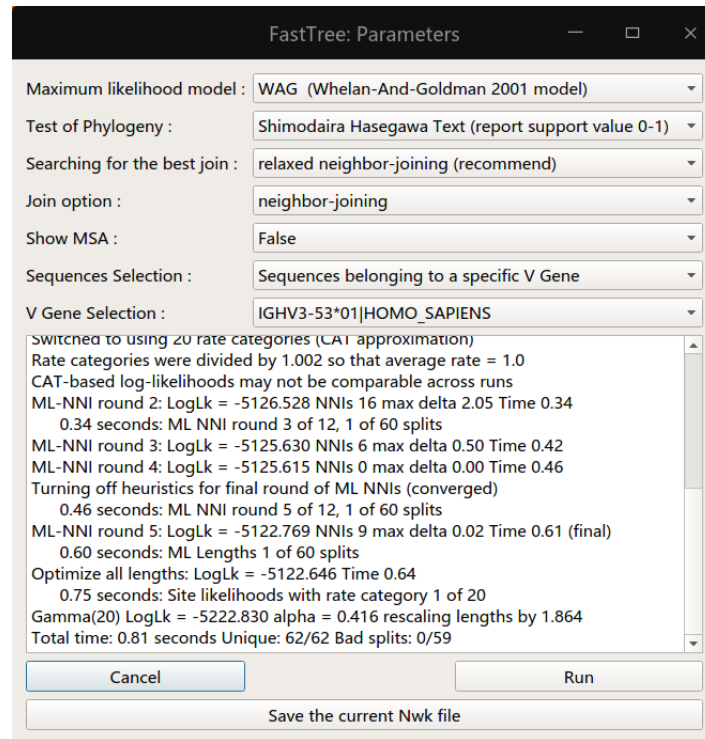 FastTree: Parameters
Maximum likelihood model : WAG (Whelan-And-Goldman 2001 model)
Test of Phylogeny : Shimodaira Hasegawa Text (report support value 0-1)
Searching for the best join : relaxed neighbor-joining (recommend)
Join option : neighbor-joining
Show MSA : False
Sequences Selection : Sequences belonging to a specific V Gene
V Gene Selection : IGHV3-53*01|HOMO_SAPIENS
Switched to using 20 rate categories (CAT approximation)
Rate categories were divided by 1.002 so that average rate = 1.0
CAT-based log-likelihoods may not be comparable across runs
ML-NNI round 2: LogLk = -5126.528 NNIs 16 max delta 2.05 Time 0.34
0.34 seconds: ML NNI round 3 of 12, 1 of 60 splits
ML-NNI round 3: LogLk = -5125.630 NNIs 6 max delta 0.50 Time 0.42
ML-NNI round 4: LogLk = -5125.615 NNIs 0 max delta 0.00 Time 0.46
Turning off heuristics for final round of ML NNIs (converged)
0.46 seconds: ML NNI round 5 of 12, 1 of 60 splits
ML-NNI round 5: LogLk = -5122.769 NNIs 9 max delta 0.02 Time 0.61 (final)
0.60 seconds: ML Lengths 1 of 60 splits
Optimize all lengths: LogLk = -5122.646 Time 0.64
0.75 seconds: Site likelihoods with rate category 1 of 20
Gamma(20) LogLk = -5222.830 alpha = 0.416 rescaling lengths by 1.864
Total time: 0.81 seconds Unique: 62/62 Bad splits: 0/59
Cancel Run
Save the current Nwk file